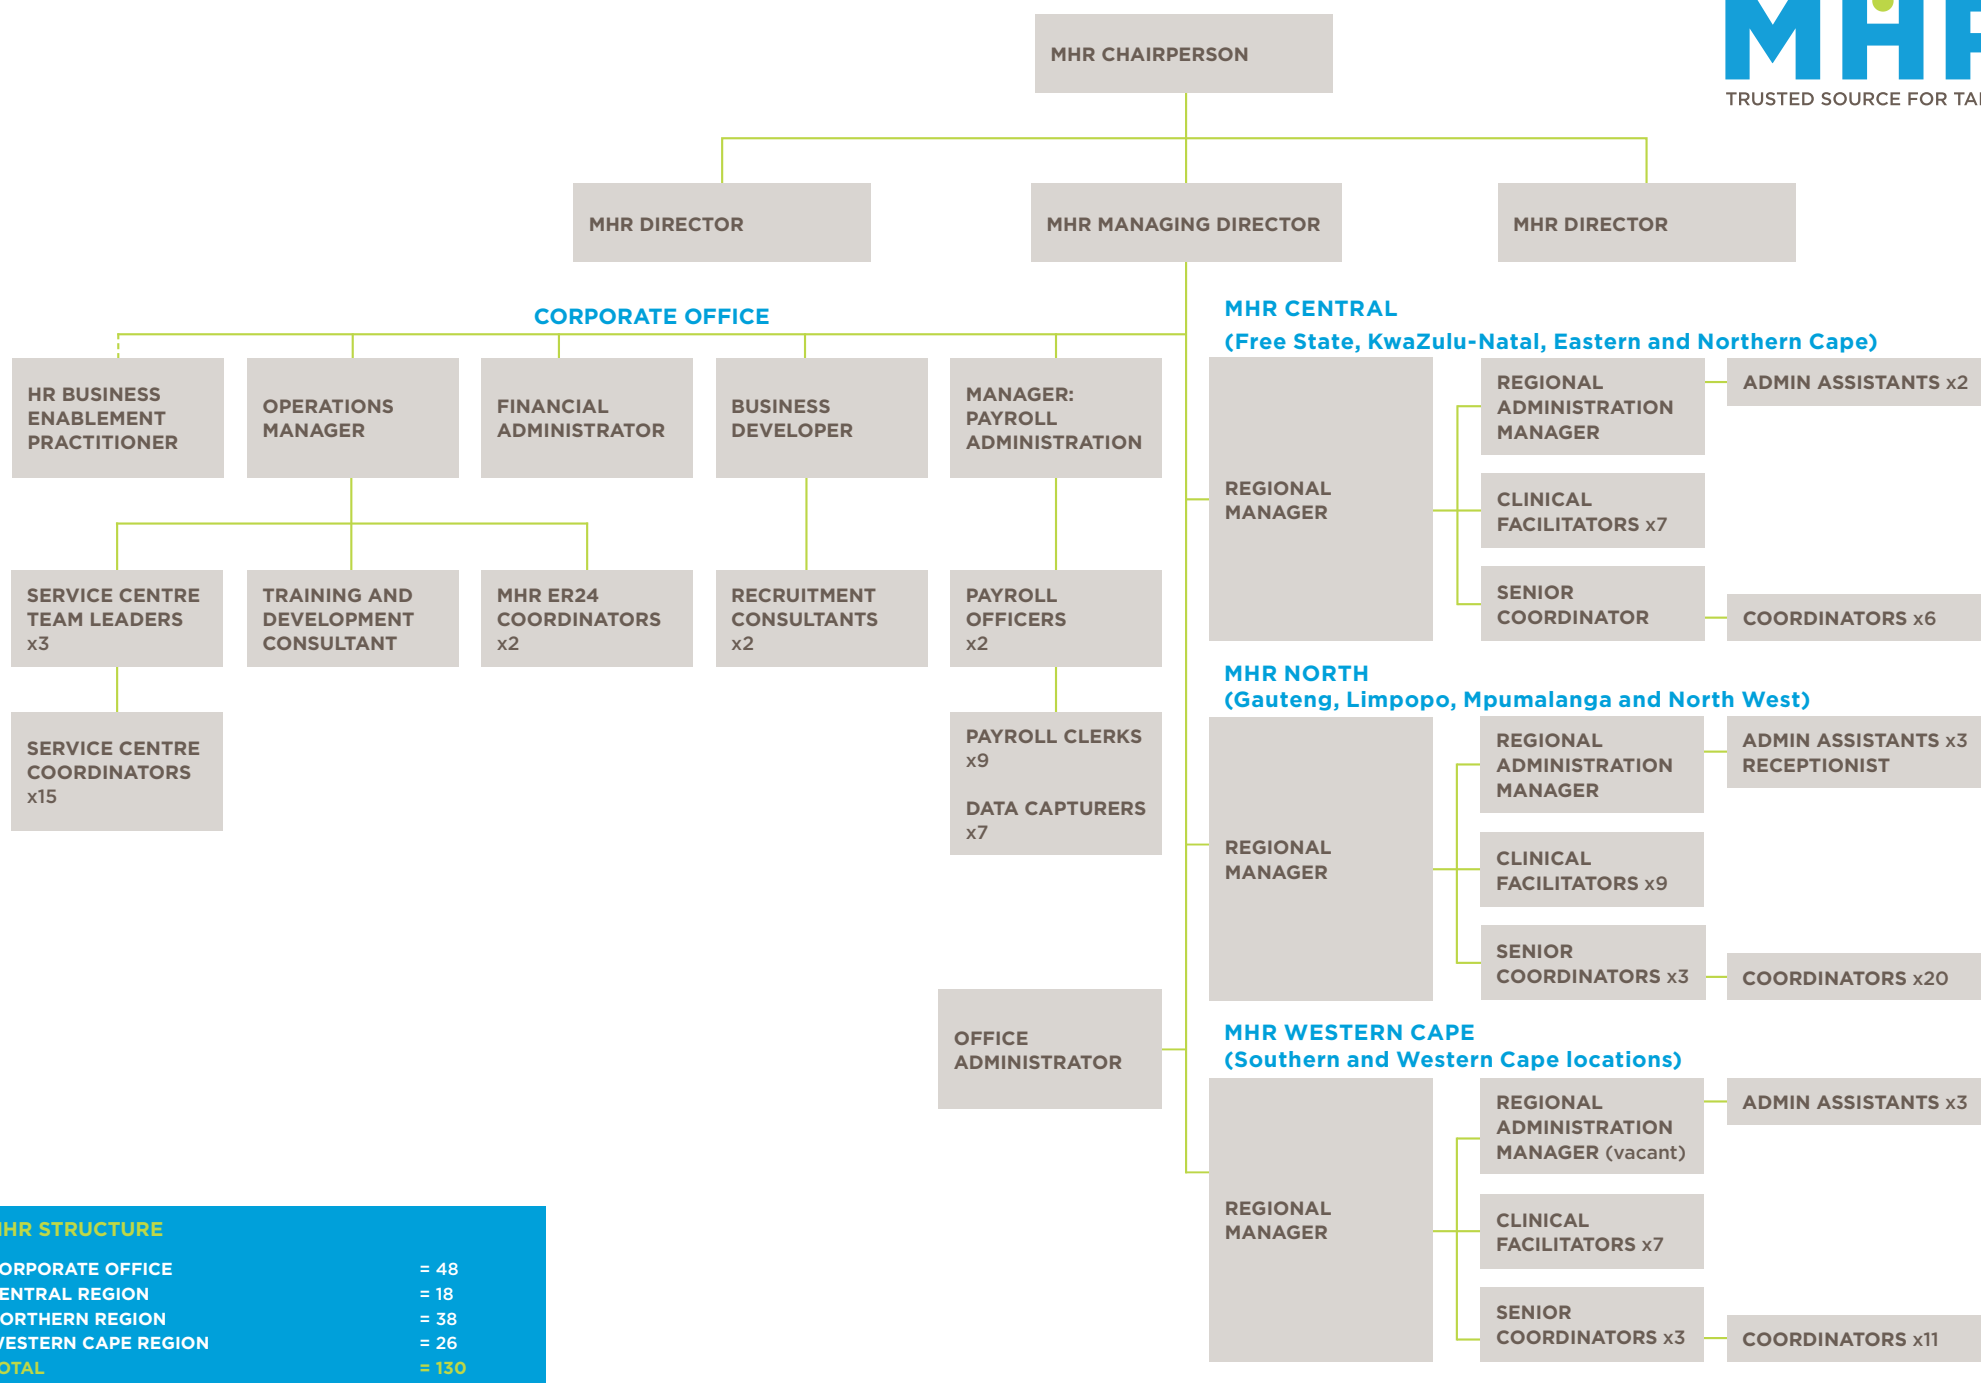 MHR CHAIRPERSON
TRUSTED SOURCE FOR
MHR DIRECTOR
MHR MANAGING DIRECTOR
MHR DIRECTOR
CORPORATE OFFICE
HR BUSINESS
ENABLEMENT
PRACTITIONER
OPERATIONS
MANAGER
FINANCIAL
ADMINISTRATOR
BUSINESS
DEVELOPER
MANAGER:
PAYROLL
ADMINISTRATION
SERVICE CENTRE
TEAM LEADERS
x3
TRAINING AND
DEVELOPMENT
CONSULTANT
MHR ER24
COORDINATORS
x2
RECRUITMENT
CONSULTANTS
x2
PAYROLL
OFFICERS
x2
SERVICE CENTRE
COORDINATORS
x15
PAYROLL CLERKS
x9
DATA CAPTURERS
x7
OFFICE
ADMINISTRATOR
MHR CENTRAL
(Free State, KwaZulu-Natal, Eastern and Northern Cape)
REGIONAL
MANAGER
REGIONAL
ADMINISTRATION
MANAGER
ADMIN ASSISTANTS x2
CLINICAL
FACILITATORS x7
SENIOR
COORDINATOR
COORDINATORS x6
MHR NORTH
(Gauteng, Limpopo, Mpumalanga and North West)
REGIONAL
MANAGER
REGIONAL
ADMINISTRATION
MANAGER
ADMIN ASSISTANTS x3
RECEPTIONIST
CLINICAL
FACILITATORS x9
SENIOR
COORDINATORS x3
COORDINATORS x20
MHR WESTERN CAPE
(Southern and Western Cape locations)
REGIONAL
MANAGER
REGIONAL
ADMINISTRATION
MANAGER (vacant)
ADMIN ASSISTANTS x3
CLINICAL
FACILITATORS x7
SENIOR
COORDINATORS x3
COORDINATORS x11
STRUCTURE
OFFICE = 48
REGION = 18
REGION = 38
CAPE REGION = 26
= 130